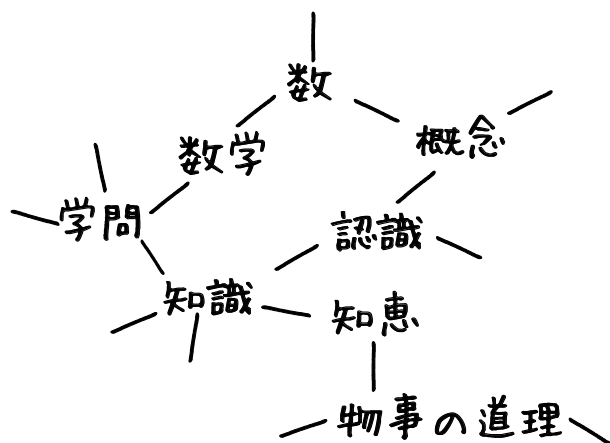 数
概念
数学
学問
認識
知識
知恵
物事の道理